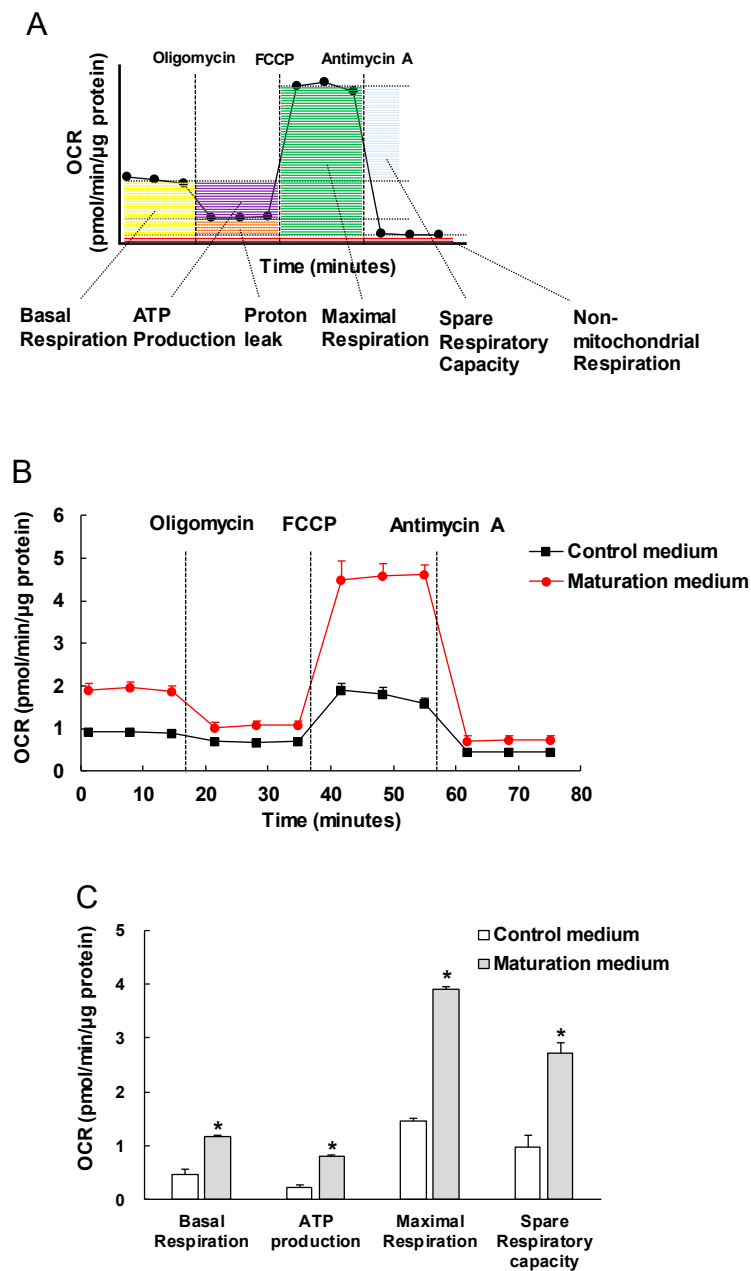 A
Oligomycin FCCP Antimycin A
OCR
(pmol/min/µg protein)
Time (minutes)
Basal
Respiration
ATP
Production
Proton
leak
Maximal
Respiration
Spare
Respiratory
Capacity
Non-
mitochondrial
Respiration
B
Oligomycin FCCP Antimycin A
Control medium
Maturation medium
OCR (pmol/min/µg protein)
6
5
4
3
2
1
0
0 10 20 30 40 50 60 70 80
Time (minutes)
C
Control medium
Maturation medium
OCR (pmol/min/µg protein)
5
4
3
2
1
0
* * * *
Basal
Respiration
ATP
production
Maximal
Respiration
Spare
Respiratory
capacity